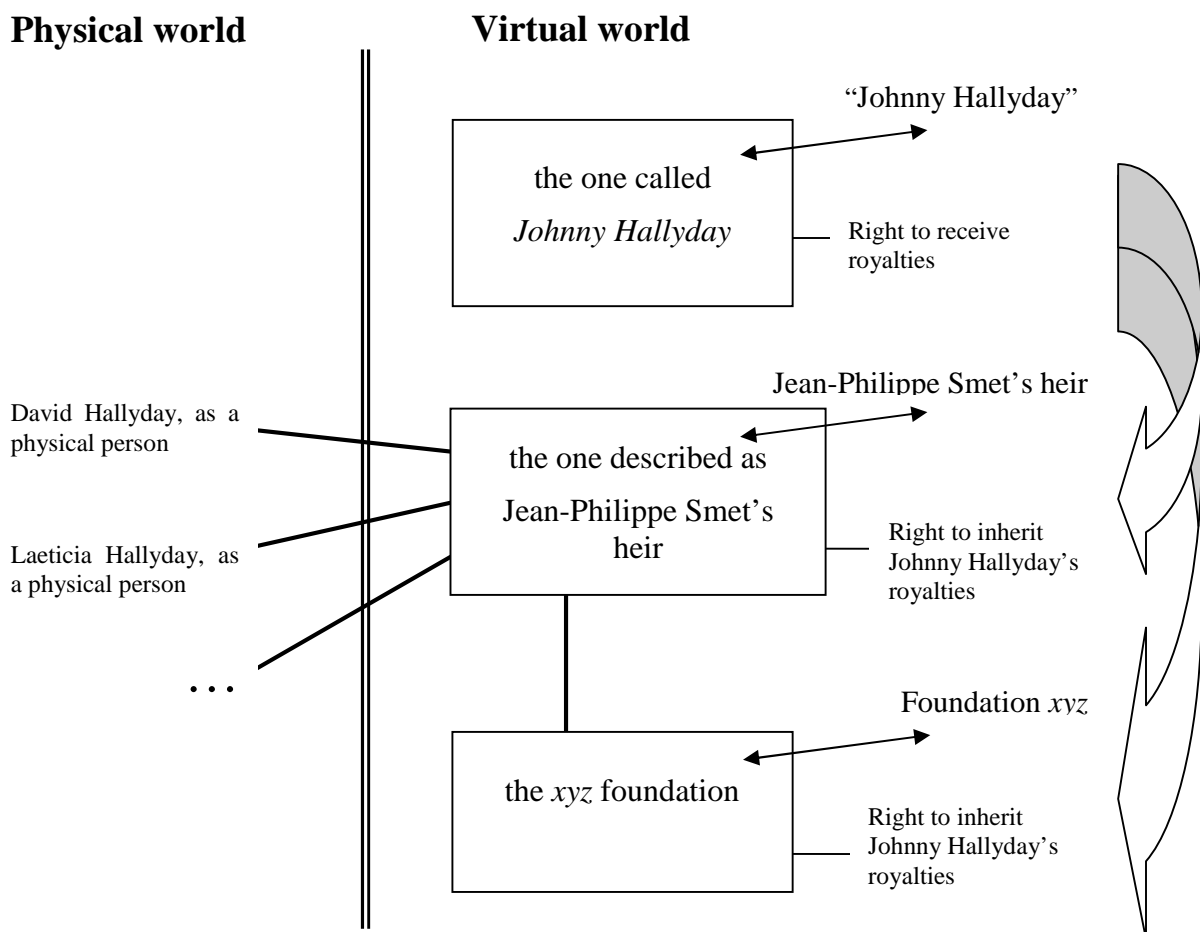 Physical world
Virtual world
“Johnny Hallyday”
the one called
Johnny Hallyday
Right to receive
royalties
Jean-Philippe Smet’s heir
David Hallyday, as a
physical person
the one described as
Jean-Philippe Smet’s
heir
Laeticia Hallyday, as
a physical person
Right to inherit
Johnny Hallyday’s
royalties
…
Foundation xyz
the xyz foundation
Right to inherit
Johnny Hallyday’s
royalties